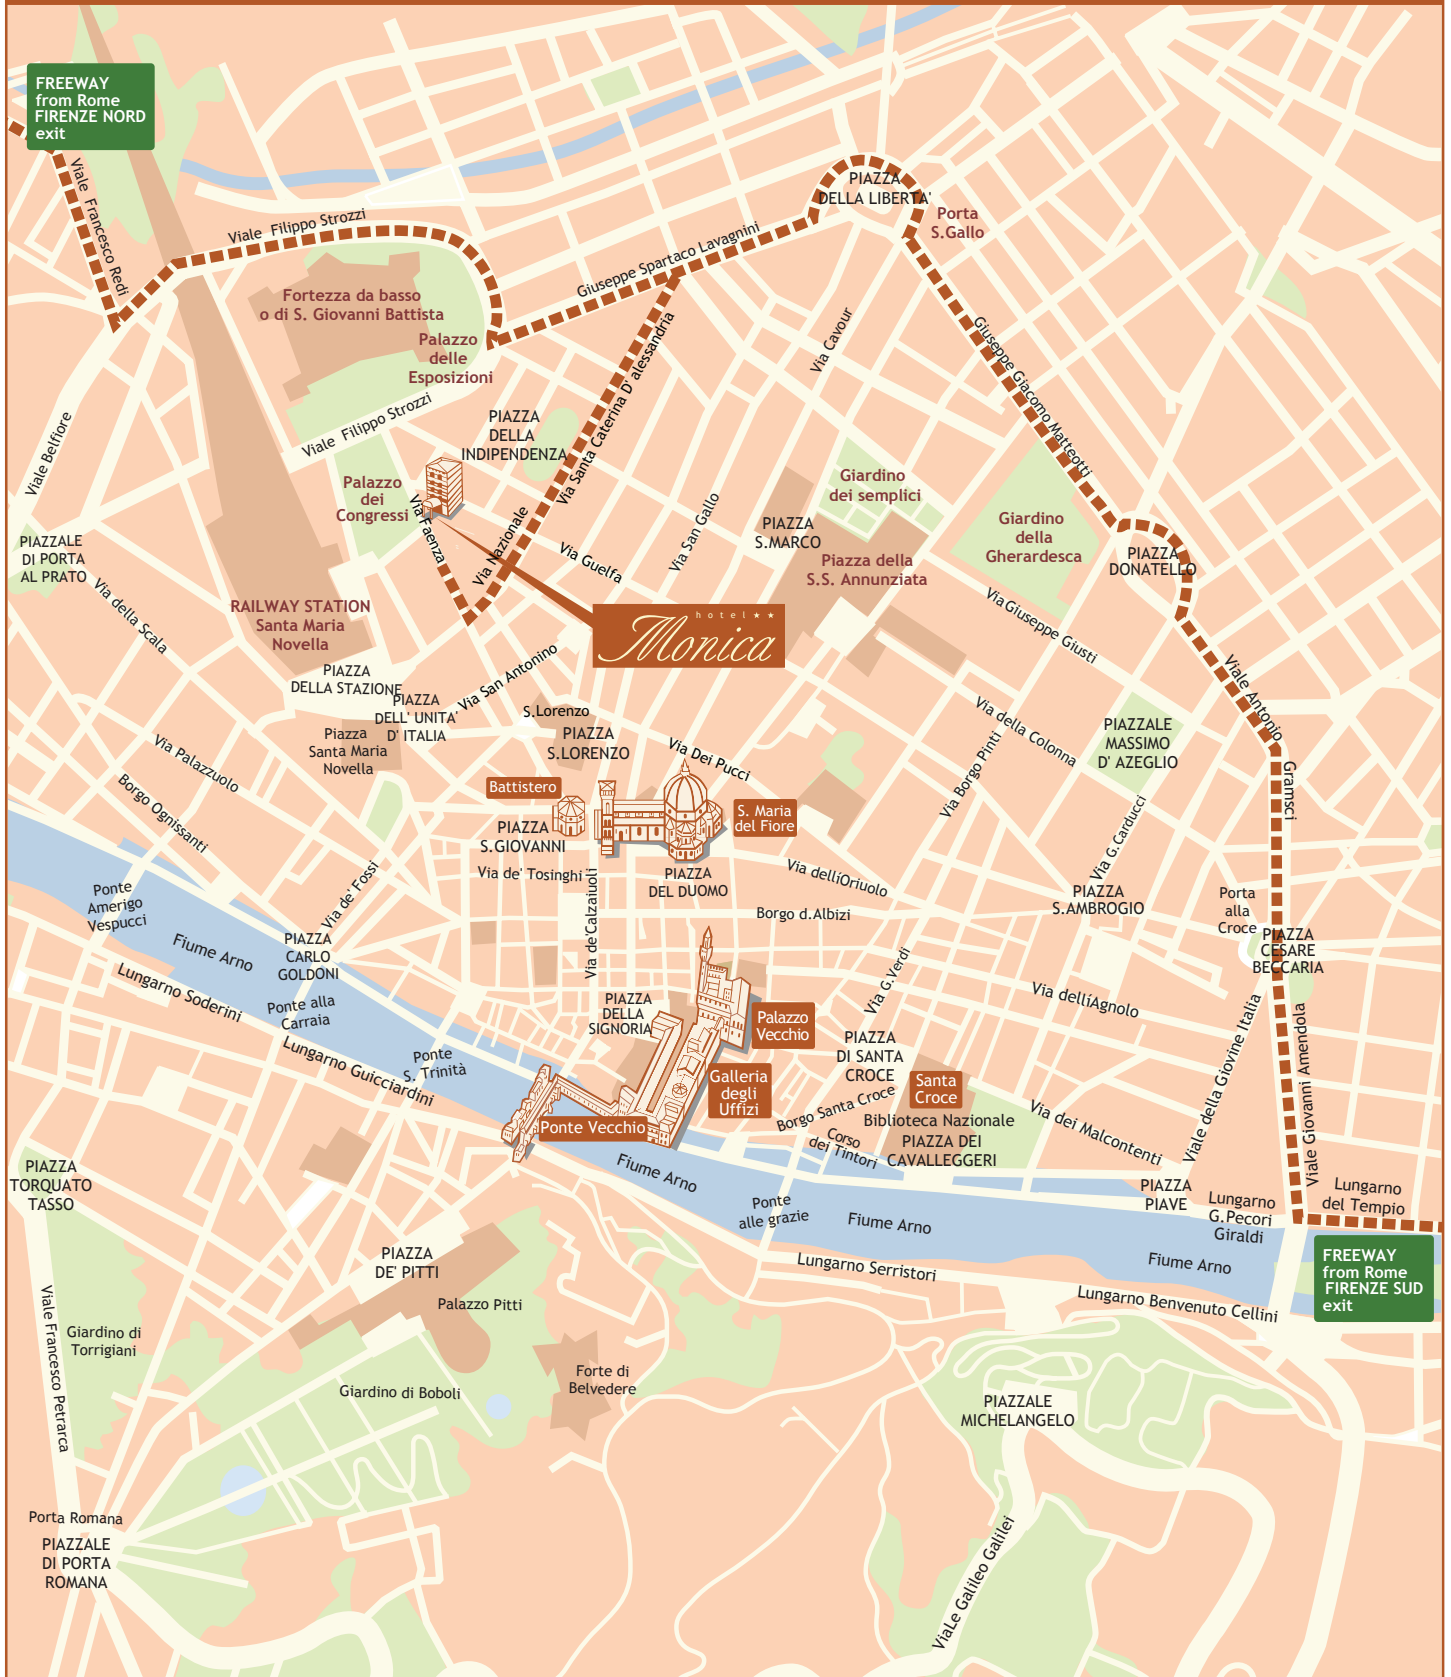 FREEWAY
from Rome
FIRENZE NORD
exit
Viale Francesco Redi
Viale Filippo Strozzi
Giuseppe Spartaco Lavagnini
PIAZZA
DELLA LIBERTA'
Porta
S.Gallo
Fortezza da basso
o di S. Giovanni Battista
Palazzo
delle
Esposizioni
Viale Filippo Strozzi
Viale Belfiore
PIAZZA
DELLA
INDIPENDENZA
Via Santa Caterina D' alessandria
Via Cavour
Giuseppe Giacomo Matteotti
Palazzo
dei
Congressi
Via Faenza
Via Nazionale
Via Guelfa
Via San Gallo
PIAZZA
S.MARCO
Giardino
dei semplici
Piazza della
S.S. Annunziata
Giardino
della
Gherardesca
PIAZZA
DONATELLO
PIAZZALE
DI PORTA
AL PRATO
Via della Scala
RAILWAY STATION
Santa Maria
Novella
hotel ★★
Monica
Via Giuseppe Giusti
Viale Antonio
Gramsci
PIAZZA
DELLA STAZIONE
PIAZZA
DELL' UNITA'
D' ITALIA
Via San Antonino
Piazza
Santa Maria
Novella
S.Lorenzo
PIAZZA
S.LORENZO
Via Dei Pucci
Via della Colonna
Via Borgo Pinti
PIAZZALE
MASSIMO
D' AZEGLIO
Via Palazzuolo
Borgo Ognissanti
Battistero
PIAZZA
S.GIOVANNI
S. Maria
del Fiore
Via de' Tosinghi
PIAZZA
DEL DUOMO
Via dellíOriuolo
Via G. Carducci
PIAZZA
S.AMBROGIO
Porta
alla
Croce
PIAZZA
CESARE
BECCARIA
Ponte
Amerigo
Vespucci
Via de' Fossi
Via de'Calzaiuoli
Borgo d.Albizi
Fiume Arno
PIAZZA
CARLO
GOLDONI
Lungarno Soderini
Ponte alla
Carraia
Via G. Verdi
Via dellíAgnolo
PIAZZA
DELLA
SIGNORIA
Palazzo
Vecchio
Lungarno Guicciardini
Ponte
S. Trinità
PIAZZA
DI SANTA
CROCE
Galleria
degli
Uffizi
Santa
Croce
Viale della Giovine Italia
Viale Giovanni Amendola
Ponte Vecchio
Borgo Santa Croce
Biblioteca Nazionale
PIAZZA DEI
CAVALLEGGERI
Corso
dei Tintori
Via dei Malcontenti
Fiume Arno
PIAZZA
TORQUATO
TASSO
Ponte
alle grazie
Fiume Arno
PIAZZA
PIAVE
Lungarno
G.Pecori
Giraldi
Lungarno
del Tempio
Fiume Arno
FREEWAY
from Rome
FIRENZE SUD
exit
PIAZZA
DE' PITTI
Lungarno Serristori
Lungarno Benvenuto Cellini
Palazzo Pitti
Viale Francesco Petrarca
Giardino di
Torrigiani
Giardino di Boboli
Forte di
Belvedere
PIAZZALE
MICHELANGELO
Porta Romana
PIAZZALE
DI PORTA
ROMANA
ViaLe Galileo Galilei